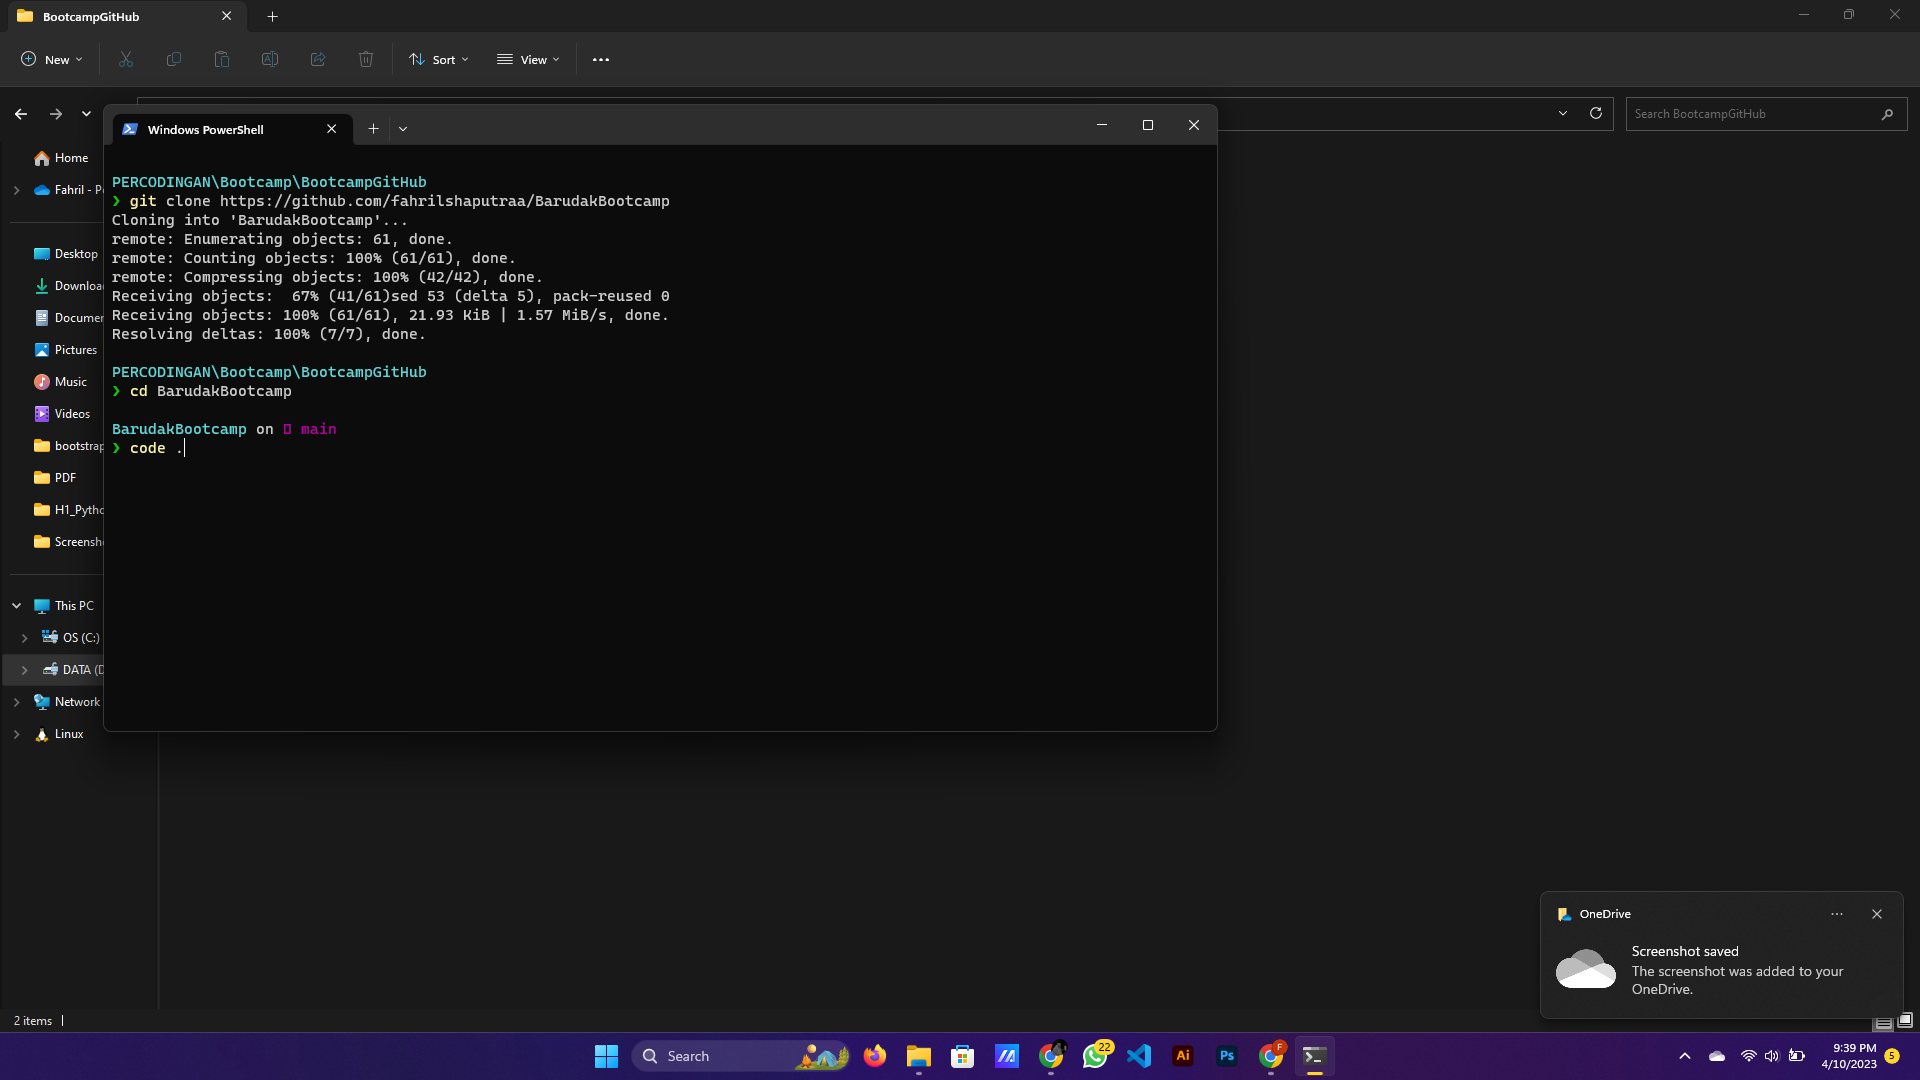 BootcampGitHub
New
Sort
View
Search BootcampGitHub
Windows PowerShell
Home
Fahril - P
Desktop
Downloa
Documer
Pictures
Music
Videos
bootstrap
PDF
H1_Pytho
Screensho
This PC
OS (C:)
DATA (D
Network
Linux
PERCODINGAN\Bootcamp\BootcampGitHub
❯ git clone https://github.com/fahrilshaputraa/BarudakBootcamp
Cloning into 'BarudakBootcamp'...
remote: Enumerating objects: 61, done.
remote: Counting objects: 100% (61/61), done.
remote: Compressing objects: 100% (42/42), done.
Receiving objects:  67% (41/61)sed 53 (delta 5), pack-reused 0
Receiving objects: 100% (61/61), 21.93 KiB | 1.57 MiB/s, done.
Resolving deltas: 100% (7/7), done.
PERCODINGAN\Bootcamp\BootcampGitHub
❯ cd BarudakBootcamp
BarudakBootcamp on  main
❯ code .
OneDrive
Screenshot saved
The screenshot was added to your
OneDrive.
2 items
Search
22
Ai
Ps
F
9:39 PM
4/10/2023
5